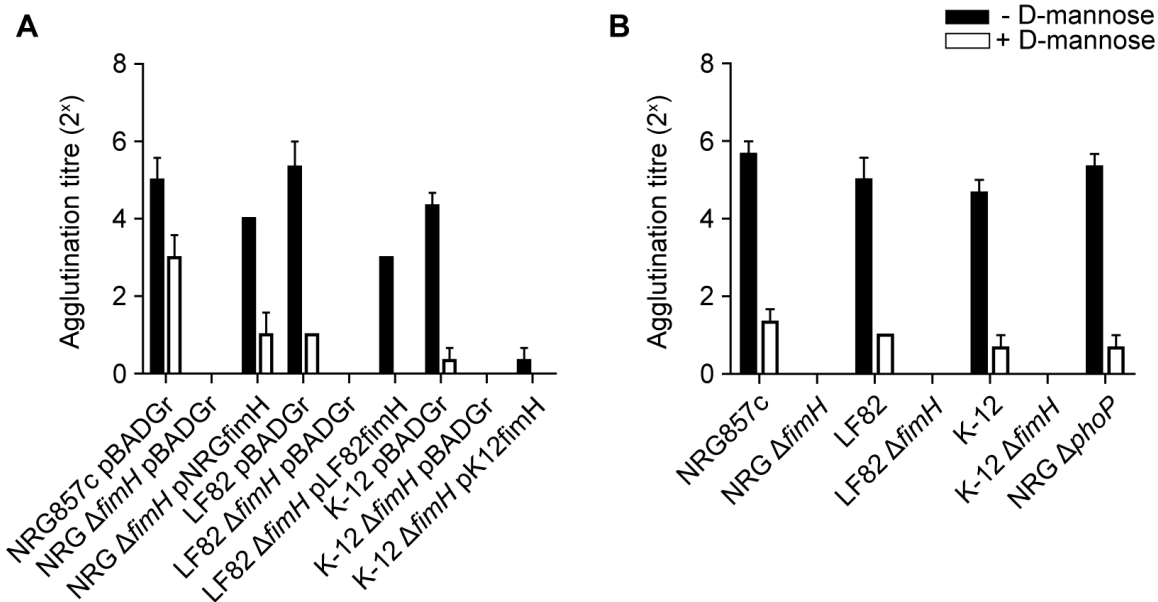 A
Agglutination titre (2ˣ)
8
6
4
2
0
NRG857c pBADGr
NRG ΔfimH pBADGr
NRG ΔfimH pNRGfimH
LF82 pBADGr
LF82 ΔfimH pBADGr
LF82 ΔfimH pLF82fimH
K-12 pBADGr
K-12 ΔfimH pBADGr
K-12 ΔfimH pK12fimH
B
- D-mannose
+ D-mannose
Agglutination titre (2ˣ)
8
6
4
2
0
NRG857c
NRG ΔfimH
LF82
LF82 ΔfimH
K-12
K-12 ΔfimH
NRG ΔphoP